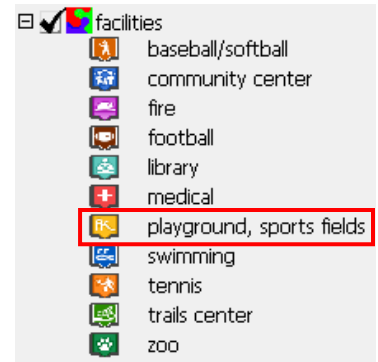 facilities
baseball/softball
community center
fire
football
library
medical
playground, sports fields
swimming
tennis
trails center
zoo